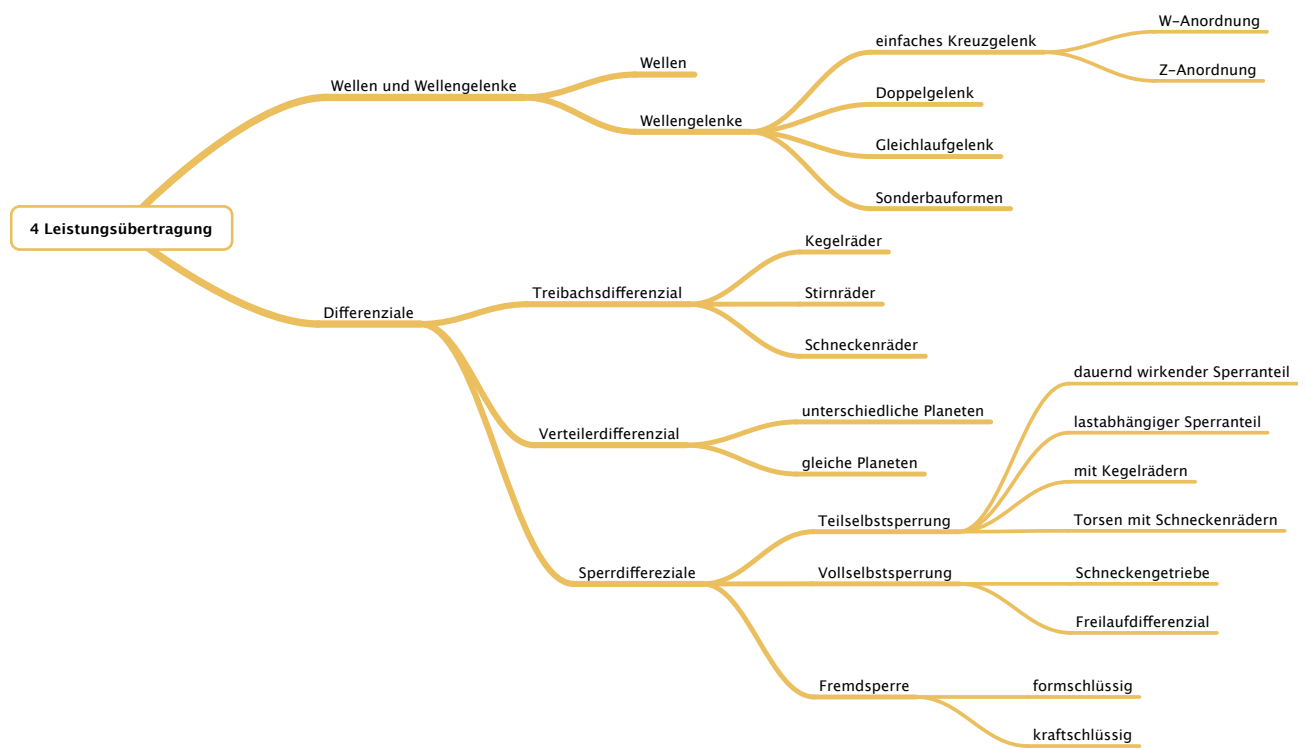 4 Leistungsübertragung
Wellen und Wellengelenke
Wellen
Wellengelenke
einfaches Kreuzgelenk
W-Anordnung
Z-Anordnung
Doppelgelenk
Gleichlaufgelenk
Sonderbauformen
Differenziale
Treibachsdifferenzial
Kegelräder
Stirnräder
Schneckenräder
Verteilerdifferenzial
unterschiedliche Planeten
gleiche Planeten
Sperrdiffereziale
Teilselbstsperrung
dauernd wirkender Sperranteil
lastabhängiger Sperranteil
mit Kegelrädern
Torsen mit Schneckenrädern
Vollselbstsperrung
Schneckengetriebe
Freilaufdifferenzial
Fremdsperre
formschlüssig
kraftschlüssig